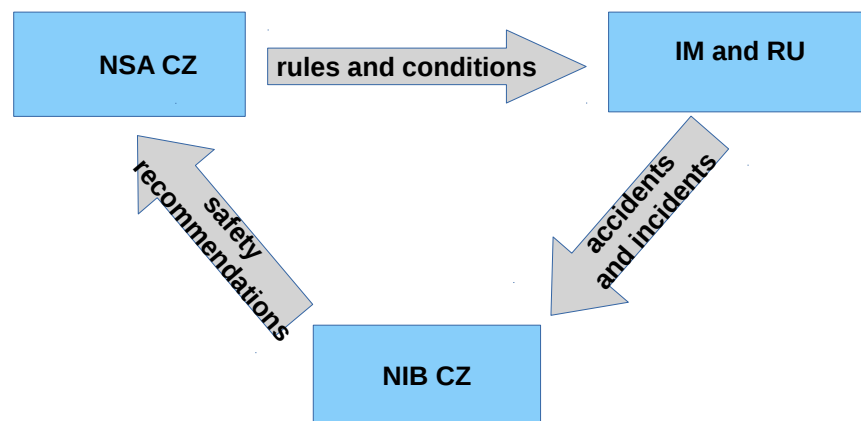 NSA CZ
rules and conditions
IM and RU
accidents
and incidents
safety
recommendations
NIB CZ